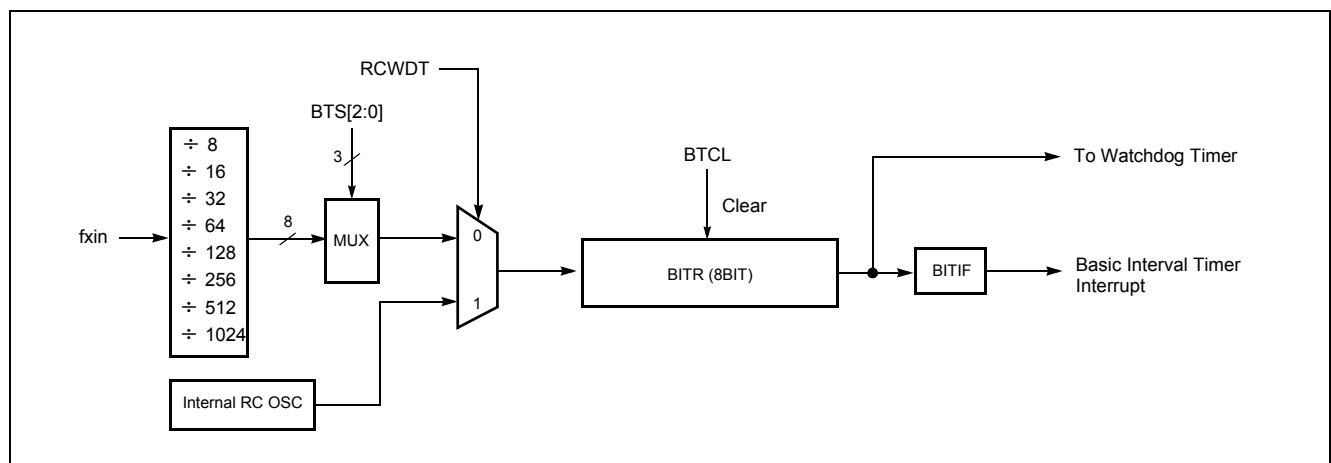 RCWDT
BTS[2:0]
3
÷ 8
÷ 16
÷ 32
÷ 64
÷ 128
÷ 256
÷ 512
÷ 1024
fxin
8
MUX
0
1
Internal RC OSC
BTCL
Clear
BITR (8BIT)
To Watchdog Timer
BITIF
Basic Interval Timer
Interrupt